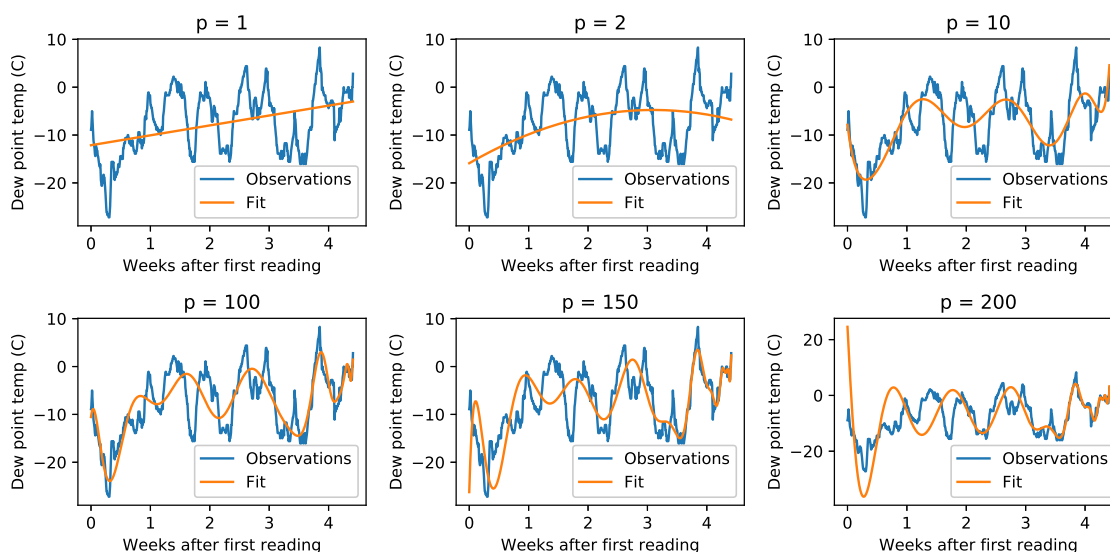 p = 1
10
0
−10
−20
Dew point temp (C)
Observations
Fit
0 1 2 3 4
Weeks after first reading
p = 2
10
0
−10
−20
Dew point temp (C)
Observations
Fit
0 1 2 3 4
Weeks after first reading
p = 10
10
0
−10
−20
Dew point temp (C)
Observations
Fit
0 1 2 3 4
Weeks after first reading
p = 100
10
0
−10
−20
Dew point temp (C)
Observations
Fit
0 1 2 3 4
Weeks after first reading
p = 150
10
0
−10
−20
Dew point temp (C)
Observations
Fit
0 1 2 3 4
Weeks after first reading
p = 200
20
0
−20
Dew point temp (C)
Observations
Fit
0 1 2 3 4
Weeks after first reading